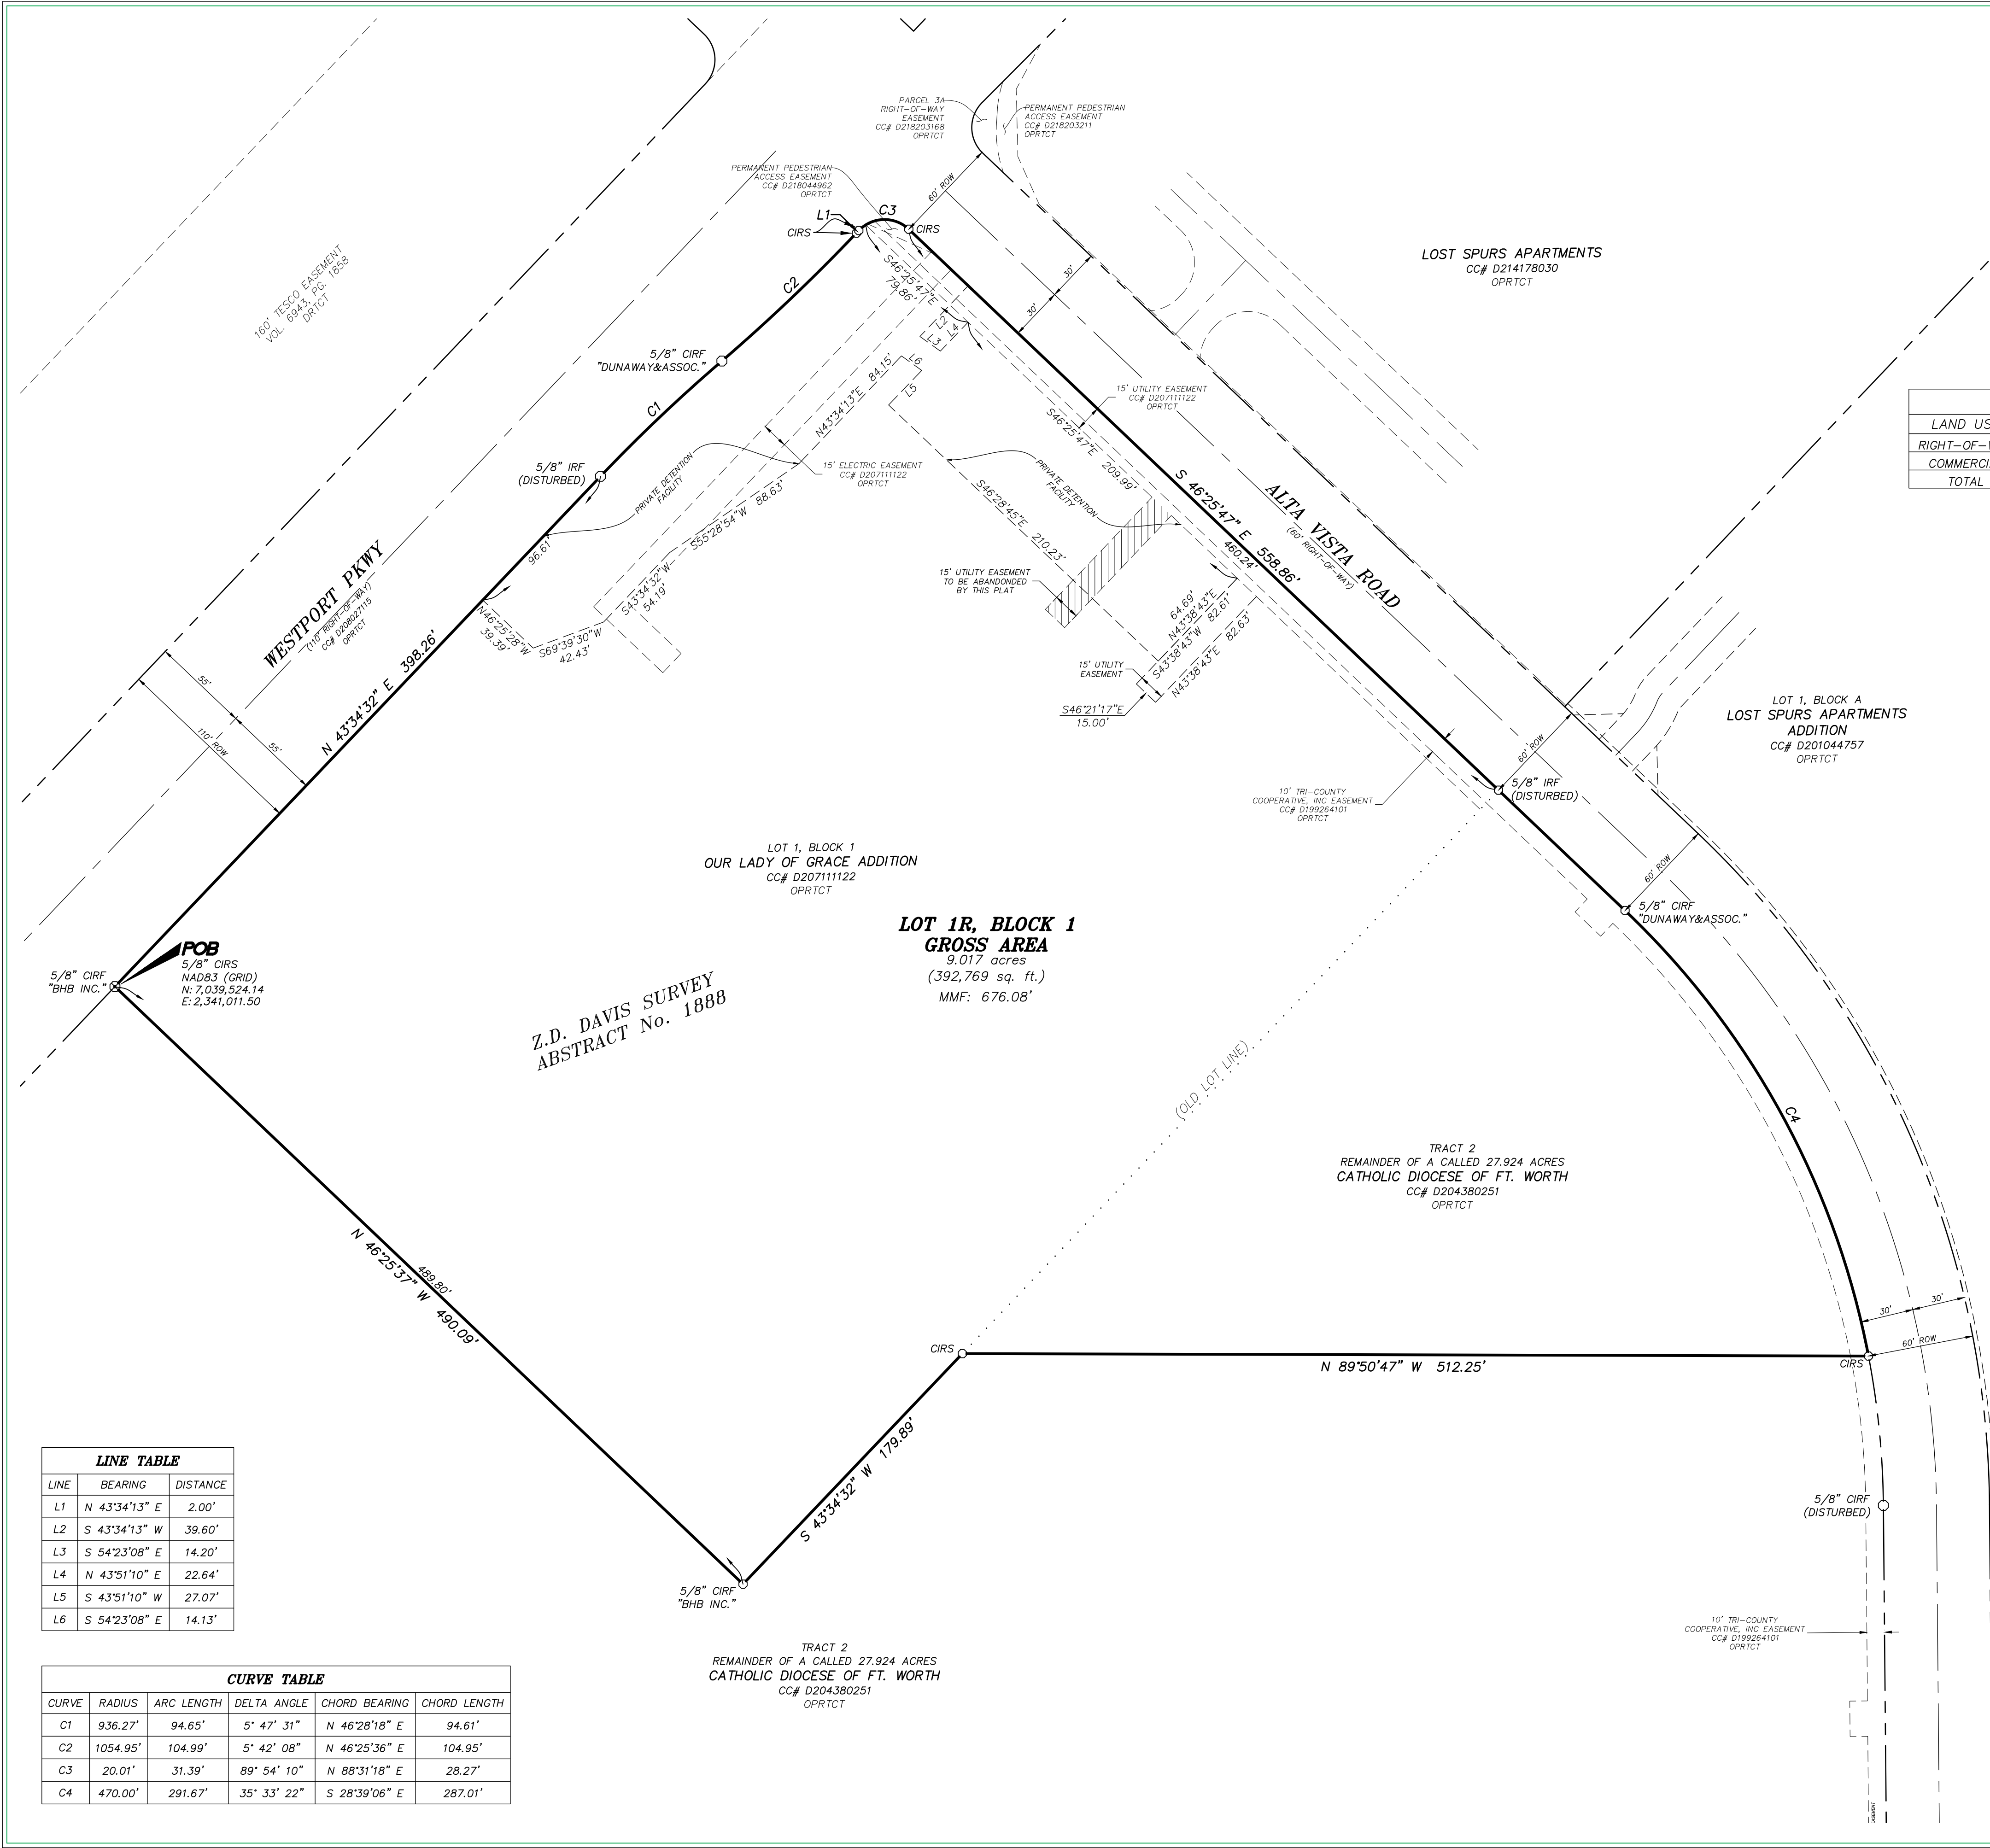 PARCEL 3A
RIGHT-OF-WAY
EASEMENT
CC# D218203168
OPRTCT
PERMANENT PEDESTRIAN
ACCESS EASEMENT
CC# D218203211
OPRTCT
PERMANENT PEDESTRIAN
ACCESS EASEMENT
CC# D218044962
OPRTCT
60' ROW
L1
C3
CIRS
CIRS
160' TESCO EASEMENT
VOL. 6943, PG. 1858
DRTCT
LOST SPURS APARTMENTS
CC# D214178030
OPRTCT
S46°25'47"E
79.86'
30'
30'
C2
L2
L3
L4
5/8" CIRF
"DUNAWAY&ASSOC."
L6
L5
N43°34'13"E 84.15'
15' UTILITY EASEMENT
CC# D207111122
OPRTCT
C1
S46°25'47"E 209.99'
LAND US
RIGHT-OF-
COMMERCI
TOTAL
5/8" IRF
(DISTURBED)
PRIVATE DETENTION
FACILITY
15' ELECTRIC EASEMENT
CC# D207111122
OPRTCT
S46°28'45"E 210.23'
PRIVATE DETENTION
FACILITY
S 46°25'47" E 558.86'
460.24'
ALTA VISTA ROAD
(60' RIGHT-OF-WAY)
S55°28'54"W 88.63'
96.61'
WESTPORT PKWY
(110' RIGHT-OF-WAY)
CC# D208027115
OPRTCT
S43°34'32"W
54.19'
15' UTILITY EASEMENT
TO BE ABANDONDED
BY THIS PLAT
N46°25'28"W
39.39'
S69°39'30"W
42.43'
64.69'
N43°38'43"E
S43°38'43"W 82.61'
N43°38'43"E 82.63'
15' UTILITY
EASEMENT
S46°21'17"E
15.00'
N 43°34'32" E 398.26'
55'
55'
110' ROW
60' ROW
5/8" IRF
(DISTURBED)
LOT 1, BLOCK A
LOST SPURS APARTMENTS
ADDITION
CC# D201044757
OPRTCT
10' TRI-COUNTY
COOPERATIVE, INC EASEMENT
CC# D199264101
OPRTCT
LOT 1, BLOCK 1
OUR LADY OF GRACE ADDITION
CC# D207111122
OPRTCT
60' ROW
5/8" CIRF
"DUNAWAY&ASSOC."
LOT 1R, BLOCK 1
GROSS AREA
9.017 acres
(392,769 sq. ft.)
MMF: 676.08'
POB
5/8" CIRS
NAD83 (GRID)
N: 7,039,524.14
E: 2,341,011.50
5/8" CIRF
"BHB INC."
Z.D. DAVIS SURVEY
ABSTRACT No. 1888
(OLD LOT LINE)
C4
TRACT 2
REMAINDER OF A CALLED 27.924 ACRES
CATHOLIC DIOCESE OF FT. WORTH
CC# D204380251
OPRTCT
489.80'
N 46°25'37" W 490.09'
30'
30'
60' ROW
CIRS
CIRS
N 89°50'47" W 512.25'
S 43°34'32" W 179.89'
5/8" CIRF
(DISTURBED)
5/8" CIRF
"BHB INC."
10' TRI-COUNTY
COOPERATIVE, INC EASEMENT
CC# D199264101
OPRTCT
TRACT 2
REMAINDER OF A CALLED 27.924 ACRES
CATHOLIC DIOCESE OF FT. WORTH
CC# D204380251
OPRTCT
LINE TABLE
LINE BEARING DISTANCE
L1 N 43°34'13" E 2.00'
L2 S 43°34'13" W 39.60'
L3 S 54°23'08" E 14.20'
L4 N 43°51'10" E 22.64'
L5 S 43°51'10" W 27.07'
L6 S 54°23'08" E 14.13'
CURVE TABLE
CURVE RADIUS ARC LENGTH DELTA ANGLE CHORD BEARING CHORD LENGTH
C1 936.27' 94.65' 5° 47' 31" N 46°28'18" E 94.61'
C2 1054.95' 104.99' 5° 42' 08" N 46°25'36" E 104.95'
C3 20.01' 31.39' 89° 54' 10" N 88°31'18" E 28.27'
C4 470.00' 291.67' 35° 33' 22" S 28°39'06" E 287.01'